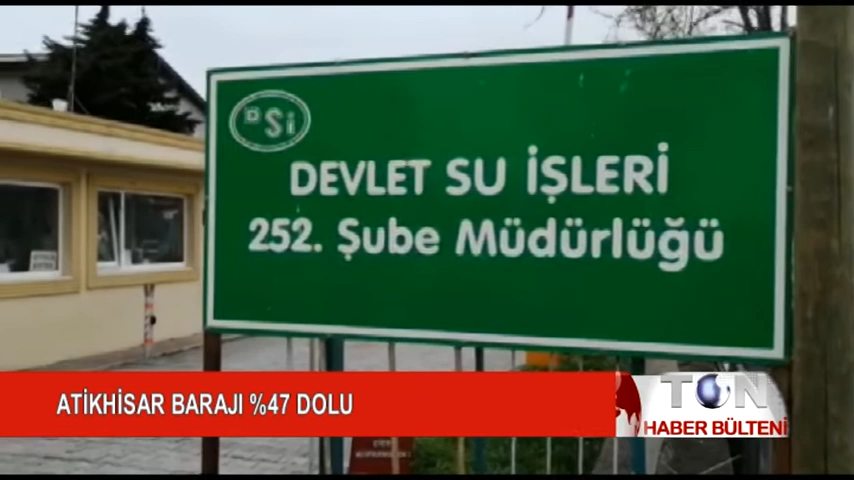 DSİ
DEVLET SU İŞLERİ
252. Şube Müdürlüğü
ATİKHİSAR BARAJI %47 DOLU
TON
HABER BÜLTENİ